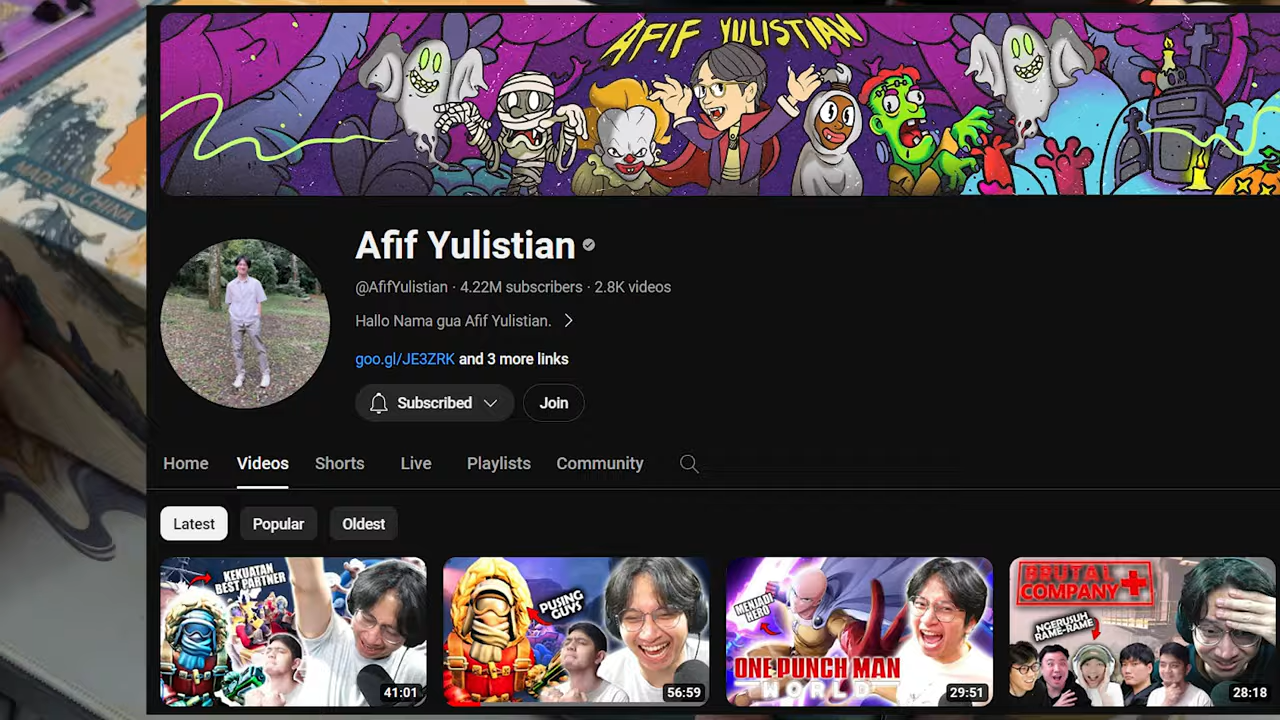 AFIF YULISTIAN
MADE IN CHINA
Afif Yulistian
@AfifYulistian · 4.22M subscribers · 2.8K videos
Hallo Nama gua Afif Yulistian.
goo.gl/JE3ZRK and 3 more links
Subscribed
Join
Home
Videos
Shorts
Live
Playlists
Community
Latest
Popular
Oldest
KEKUATAN
BEST PARTNER
41:01
PUSING
GUYS
56:59
MENJADI
HERO
ONE PUNCH MAN
WORLD
29:51
BRUTAL
COMPANY
NGERUSUH
RAME-RAME
28:18